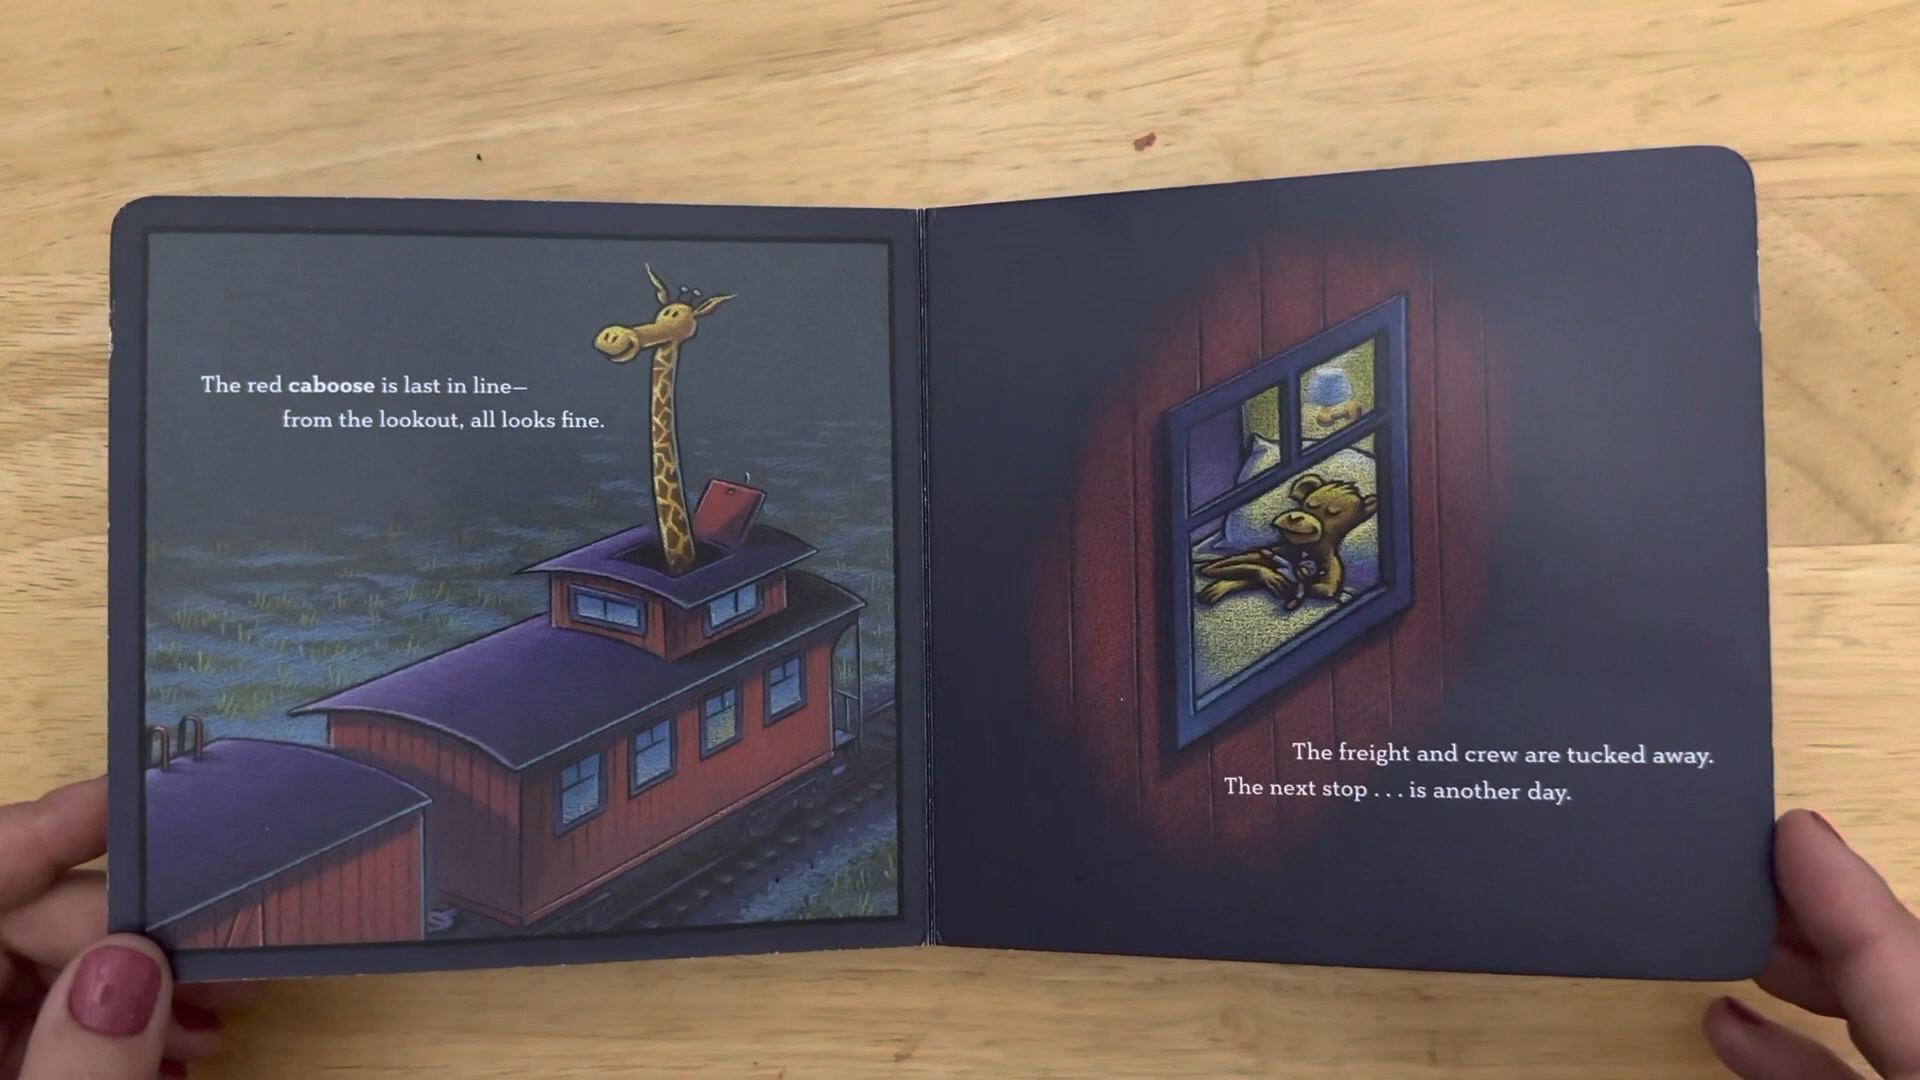 The red caboose is last in line—
from the lookout, all looks fine.
The freight and crew are tucked away.
The next stop . . . is another day.